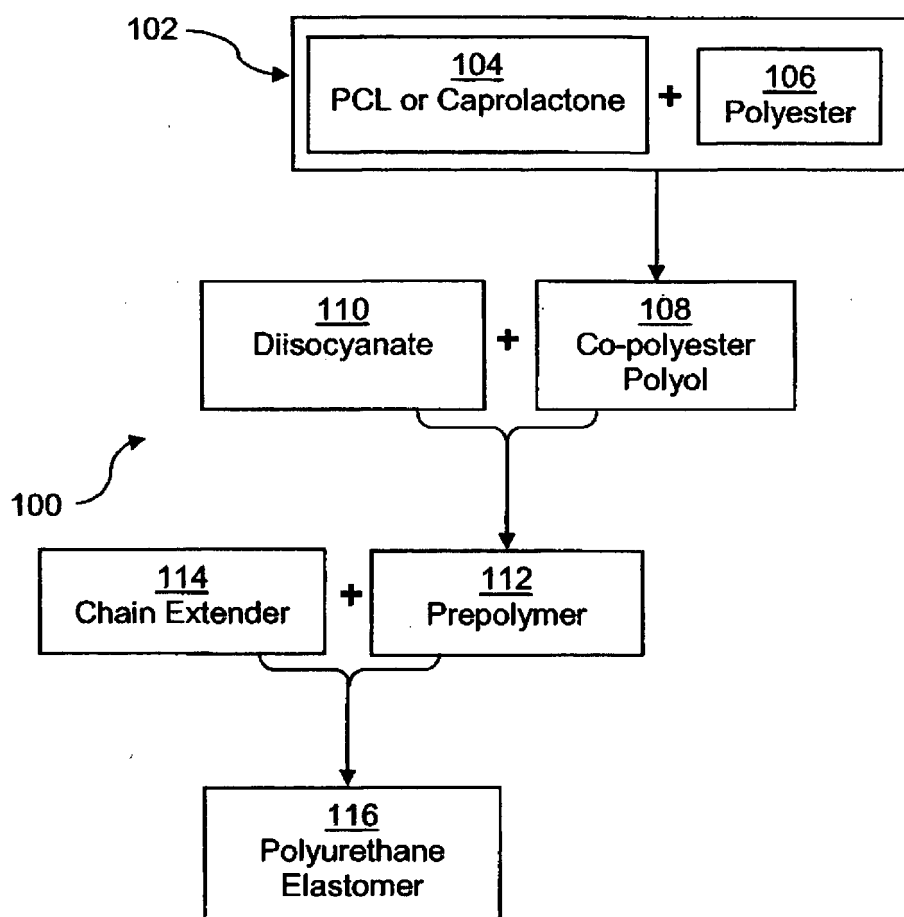 102
104
PCL or Caprolactone
+
106
Polyester
110
Diisocyanate
+
108
Co-polyester
Polyol
100
114
Chain Extender
+
112
Prepolymer
116
Polyurethane
Elastomer